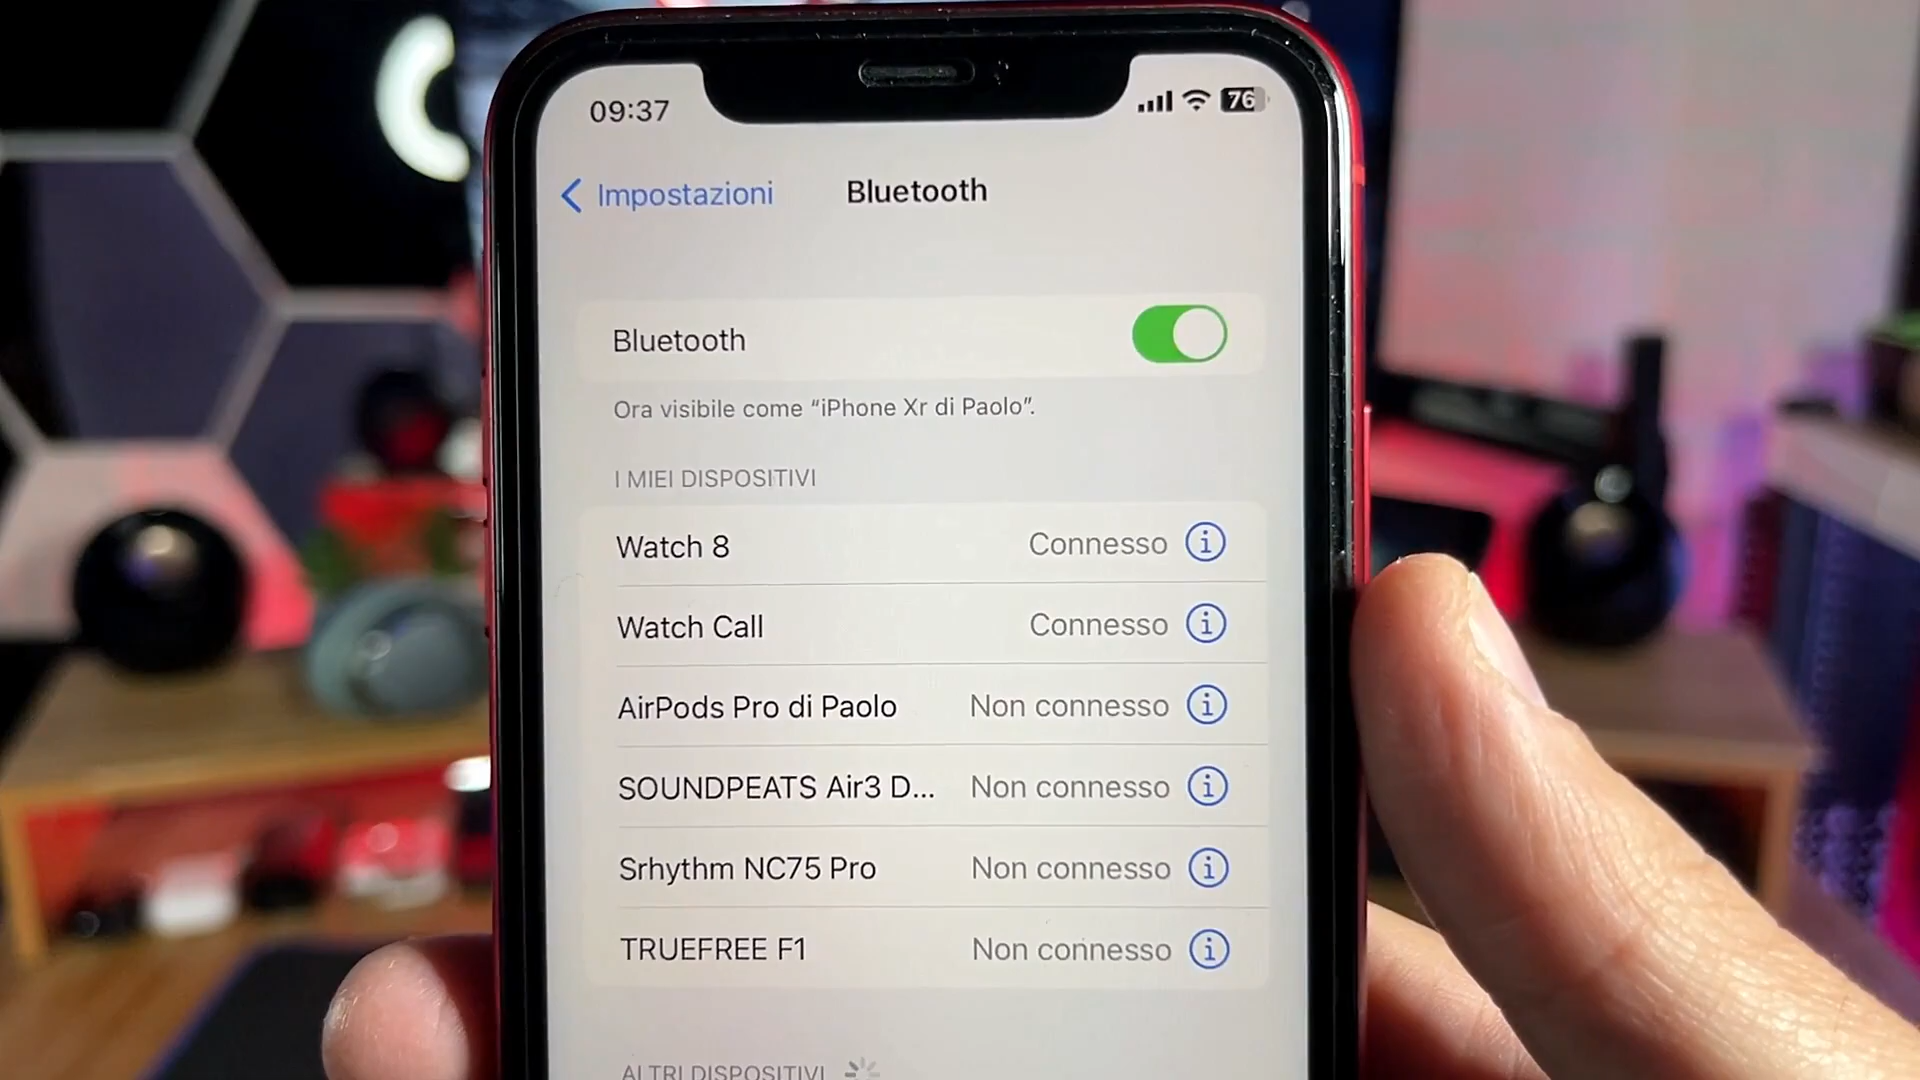 09:37
76
Impostazioni
Bluetooth
Bluetooth
Ora visibile come “iPhone Xr di Paolo”.
I MIEI DISPOSITIVI
Watch 8 Connesso
Watch Call Connesso
AirPods Pro di Paolo Non connesso
SOUNDPEATS Air3 D... Non connesso
Srhythm NC75 Pro Non connesso
TRUEFREE F1 Non connesso
ALTRI DISPOSITIVI